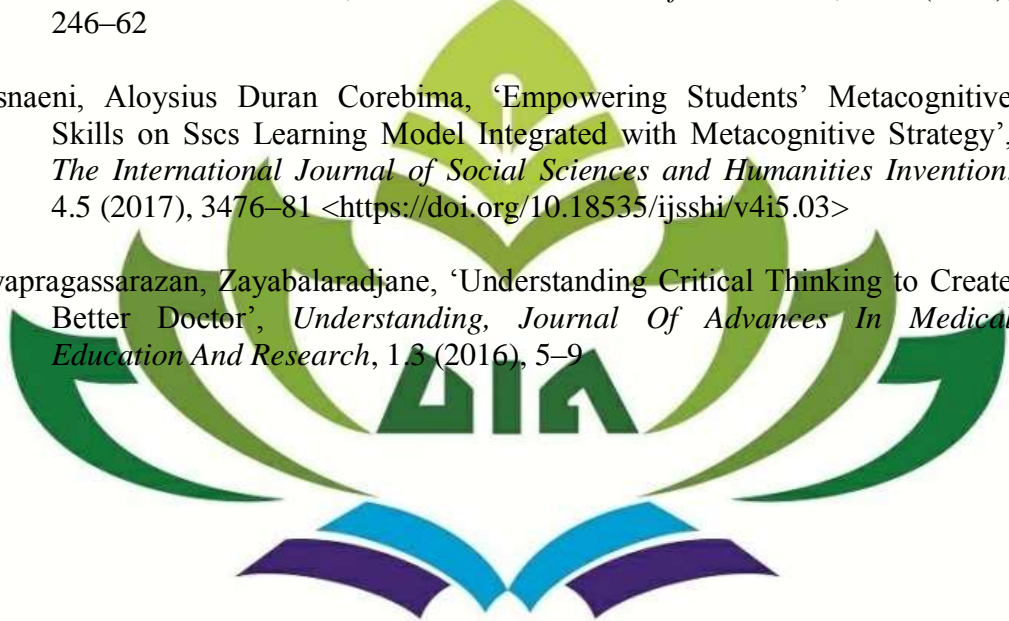 246–62
snaeni, Aloysius Duran Corebima, ‘Empowering Students’ Metacognitive
Skills on Sscs Learning Model Integrated with Metacognitive Strategy’,
The International Journal of Social Sciences and Humanities Invention
4.5 (2017), 3476–81 <https://doi.org/10.18535/ijsshi/v4i5.03>
vapragassarazan, Zayabalaradjane, ‘Understanding Critical Thinking to Create
Better Doctor’, Understanding, Journal Of Advances In Medical
Education And Research, 1.3 (2016), 5–9